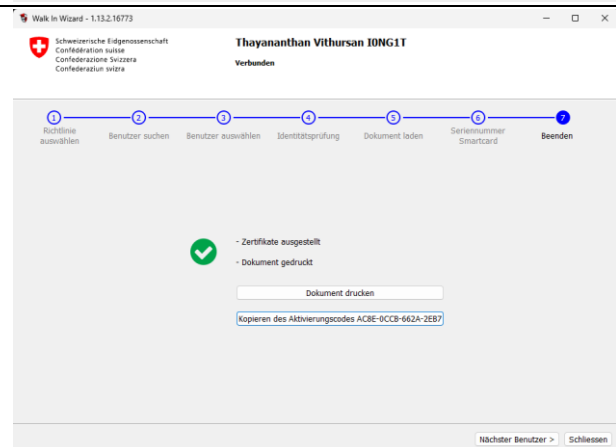 Walk In Wizard - 1.13.2.16773
Schweizerische Eidgenossenschaft
Confédération suisse
Confederazione Svizzera
Confederaziun svizra
Thayananthan Vithursan I0NG1T
Verbunden
1
2
3
4
5
6
7
Richtlinie
auswählen
Benutzer suchen
Benutzer auswählen
Identitätsprüfung
Dokument laden
Seriennummer
Smartcard
Beenden
- Zertifikate ausgestellt
- Dokument gedruckt
Dokument drucken
Kopieren des Aktivierungscodes AC8E-0CCB-662A-2EB7
Nächster Benutzer >
Schliessen